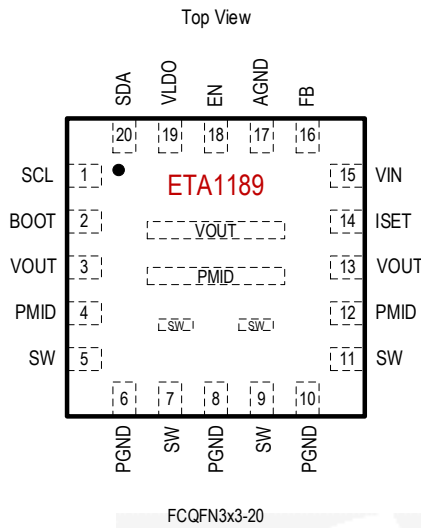 Top View
SDA VLDO EN AGND FB
20 19 18 17 16
SCL 1 ETA1189 15 VIN
BOOT 2 VOUT 14 ISET
VOUT 3 13 VOUT
PMID 4 PMID 12 PMID
SW 5 SW SW 11 SW
6 7 8 9 10
PGND SW PGND SW PGND
FCQFN3x3-20